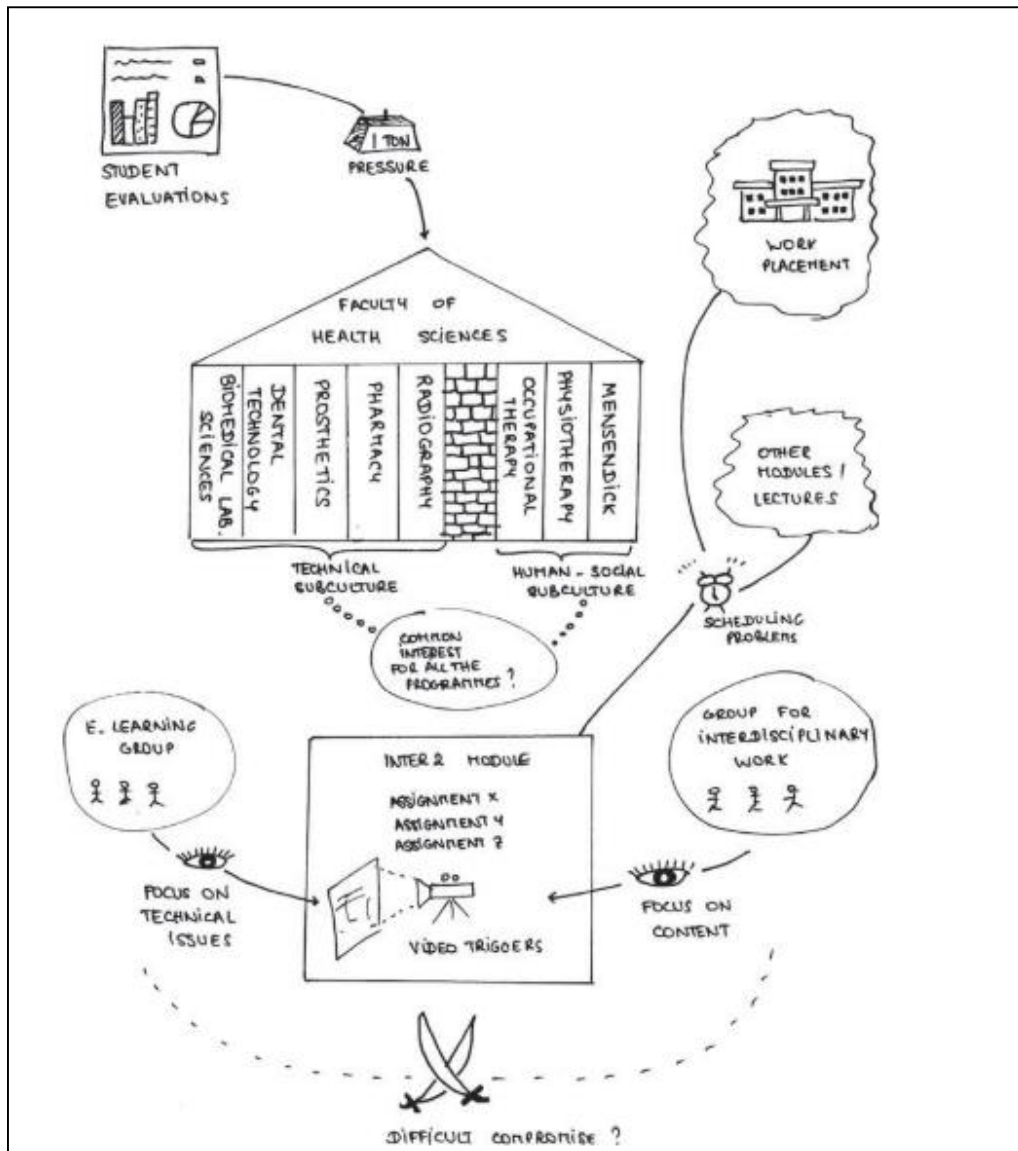 STUDENT
EVALUATIONS
1 TON
PRESSURE
WORK
PLACEMENT
FACULTY OF
HEALTH SCIENCES
BIOMEDICAL LAB.
SCIENCES
DENTAL
TECHNOLOGY
PROSTHETICS
PHARMACY
RADIOGRAPHY
OCCUPATIONAL
THERAPY
PHYSIOTHERAPY
MENSENDICK
OTHER
MODULES /
LECTURES
TECHNICAL
SUBCULTURE
HUMAN - SOCIAL
SUBCULTURE
SCHEDULING
PROBLEMS
COMMON
INTEREST
FOR ALL THE
PROGRAMMES ?
E. LEARNING
GROUP
INTER 2 MODULE
ASSIGNMENT X
ASSIGNMENT Y
ASSIGNMENT Z
VIDEO TRIGGERS
GROUP FOR
INTERDISCIPLINARY
WORK
FOCUS ON
TECHNICAL
ISSUES
FOCUS ON
CONTENT
DIFFICULT COMPROMISE ?